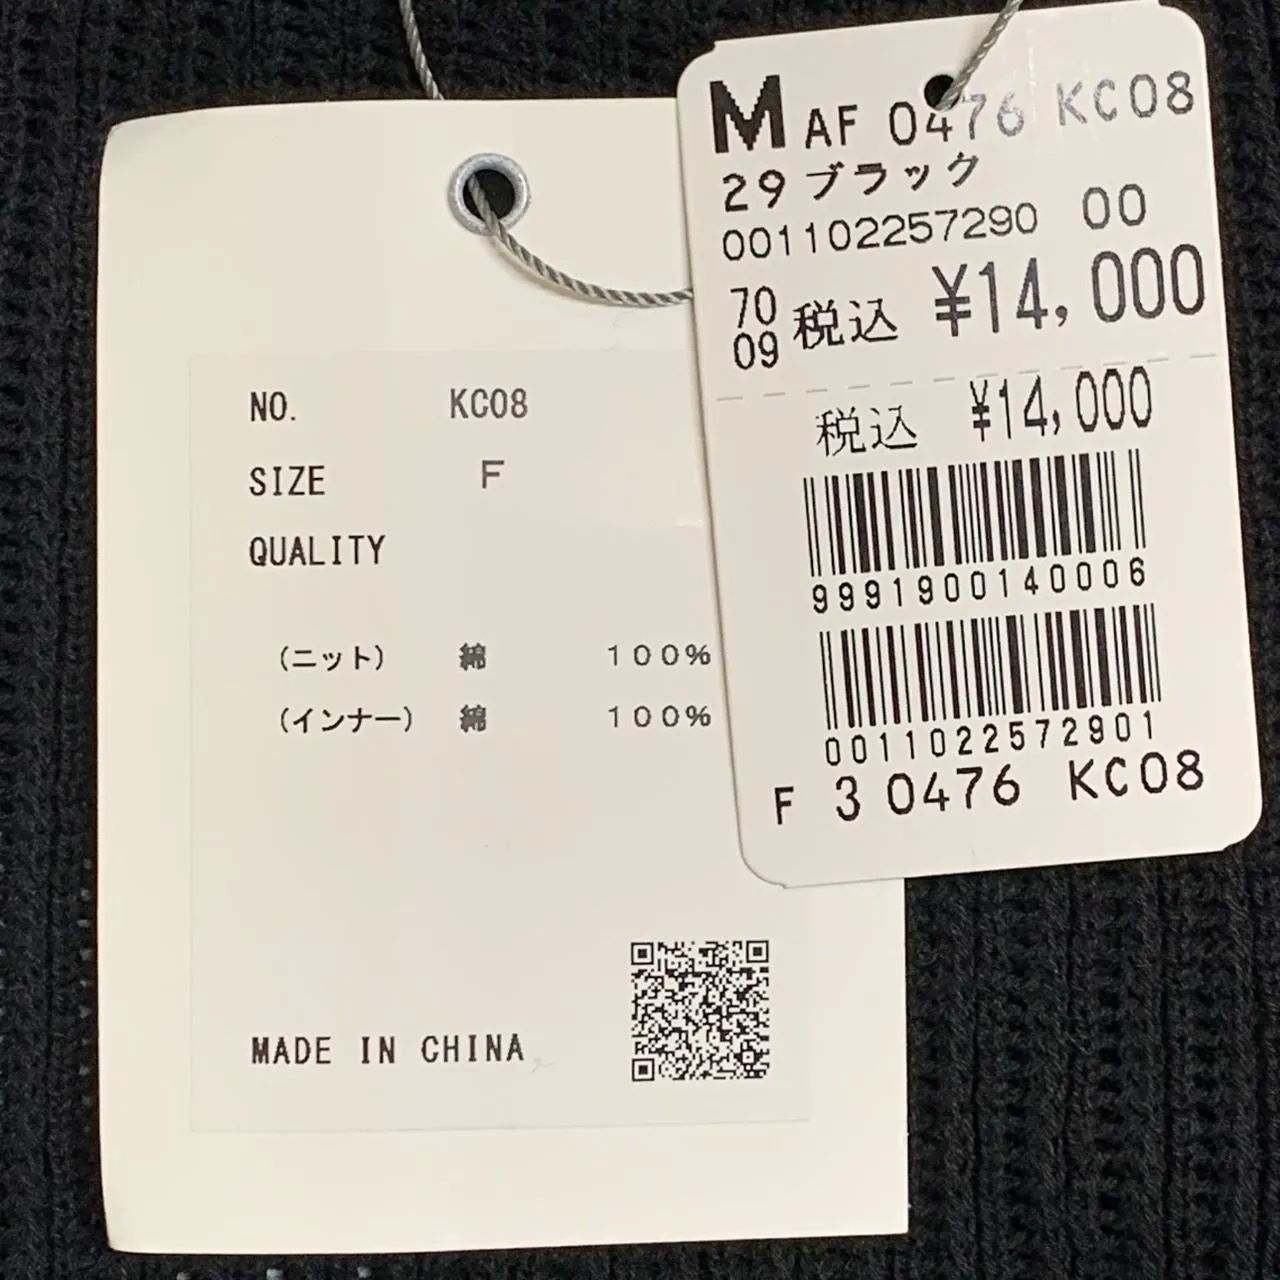 NO. KC08
SIZE F
QUALITY
(ニット) 綿 100%
(インナー) 綿 100%
MADE IN CHINA
M AF 0476 KC08
29 ブラック
001102257290 00
70
09 税込 ¥14,000
税込 ¥14,000
9991900140006
0011022572901
F 3 0476 KC08